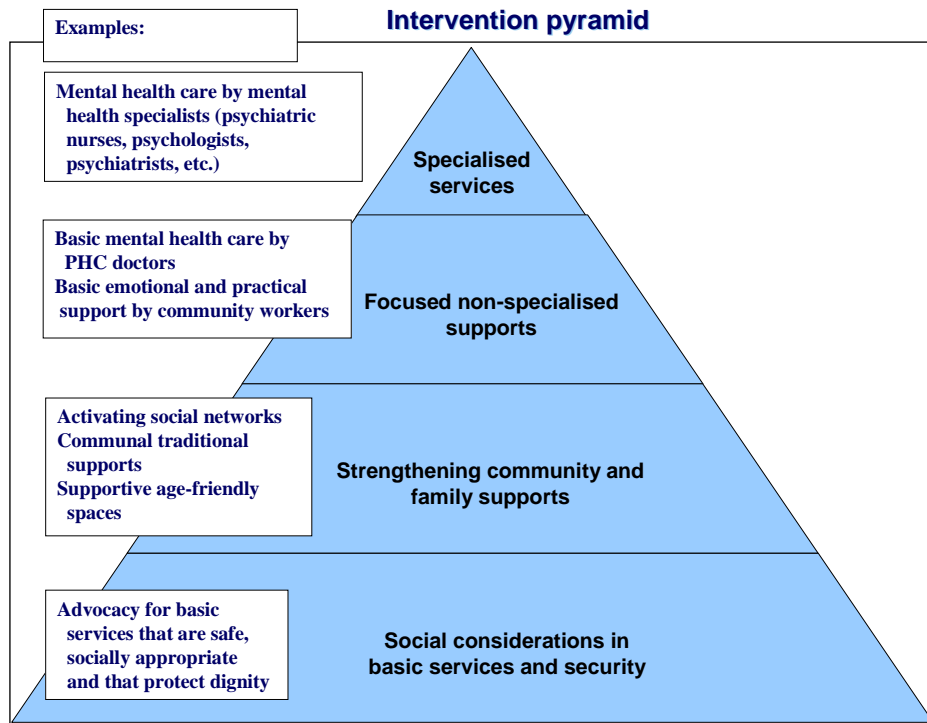 Intervention pyramid
Examples:
Mental health care by mental
health specialists (psychiatric
nurses, psychologists,
psychiatrists, etc.)
Specialised
services
Basic mental health care by
PHC doctors
Basic emotional and practical
support by community workers
Focused non-specialised
supports
Activating social networks
Communal traditional
supports
Supportive age-friendly
spaces
Strengthening community and
family supports
Advocacy for basic
services that are safe,
socially appropriate
and that protect dignity
Social considerations in
basic services and security